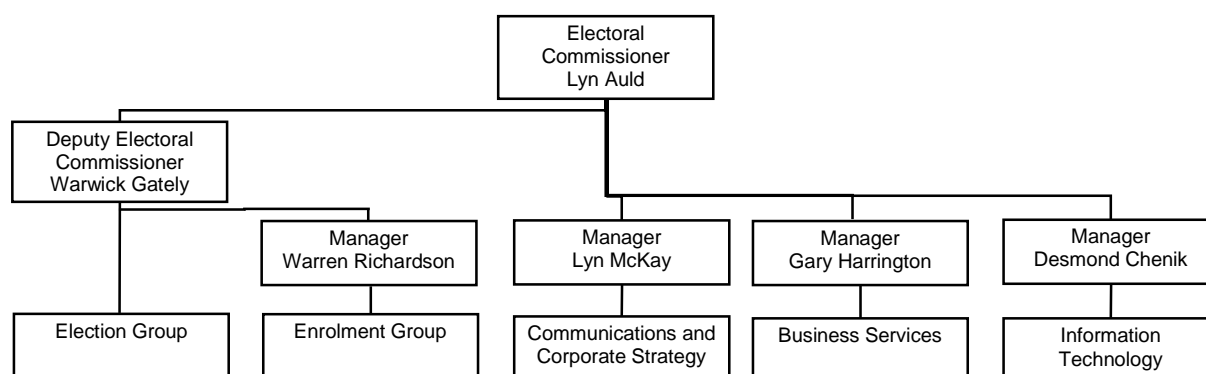 Electoral
Commissioner
Lyn Auld
Deputy Electoral
Commissioner
Warwick Gately
Manager
Warren Richardson
Manager
Lyn McKay
Manager
Gary Harrington
Manager
Desmond Chenik
Election Group
Enrolment Group
Communications and
Corporate Strategy
Business Services
Information
Technology